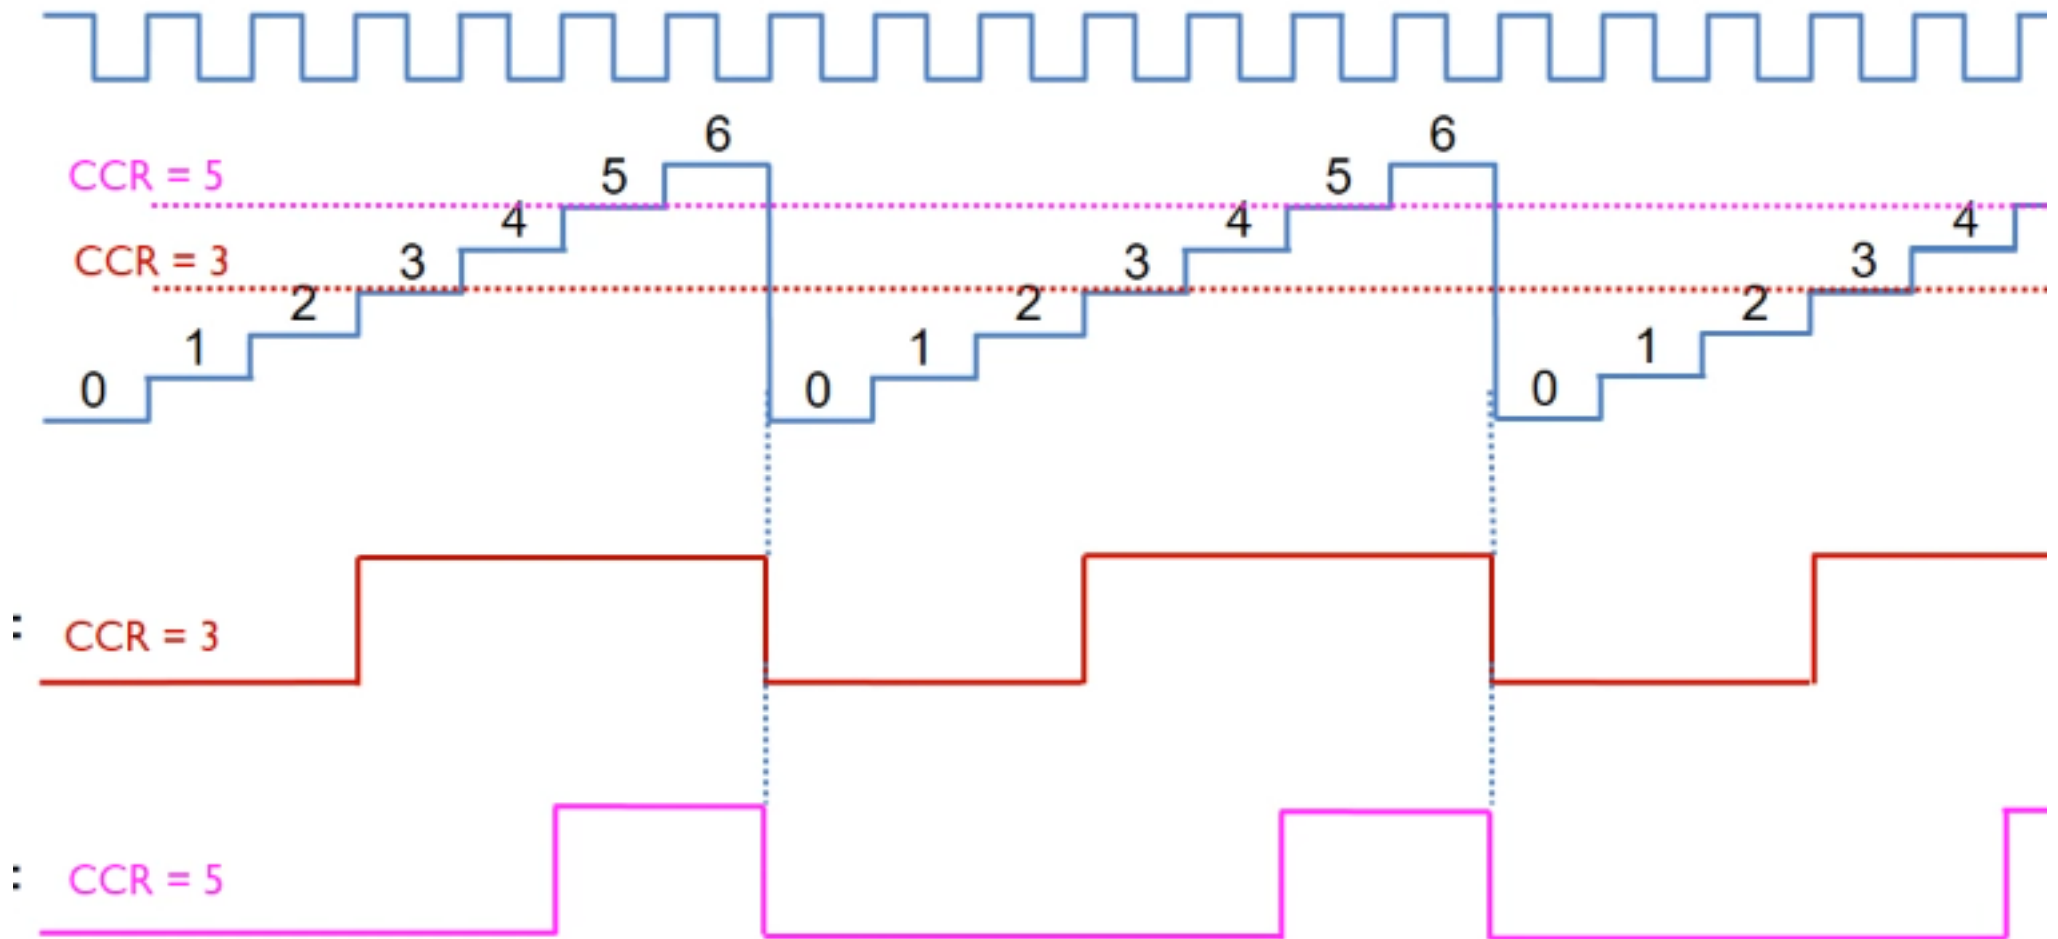 6 6
CCR = 5 5 5
4 4 4
CCR = 3 3 3 3
2 2 2
1 1 1
0 0 0
: CCR = 3
: CCR = 5